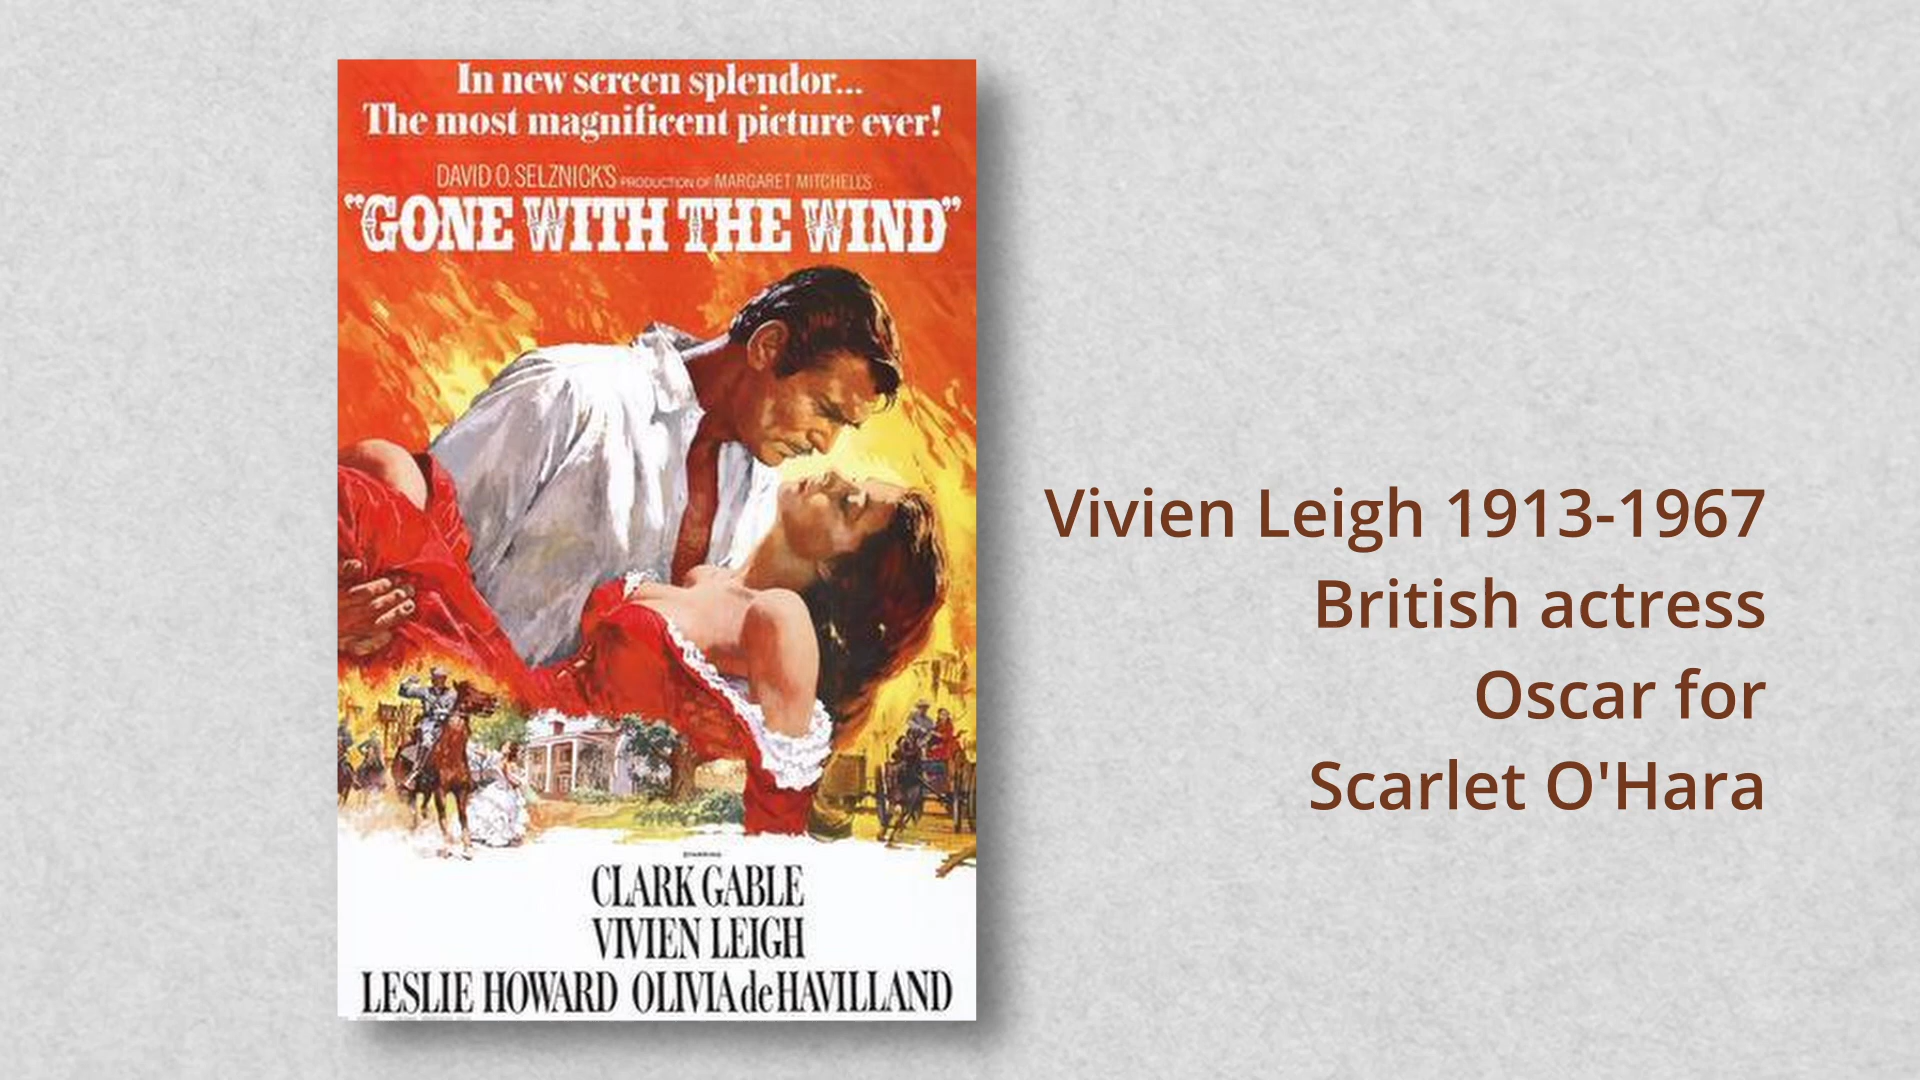 In new screen splendor...
The most magnificent picture ever!
DAVID O. SELZNICK'S PRODUCTION OF MARGARET MITCHELL'S
"GONE WITH THE WIND"
STARRING
CLARK GABLE
VIVIEN LEIGH
LESLIE HOWARD OLIVIA de HAVILLAND
Vivien Leigh 1913-1967
British actress
Oscar for
Scarlet O'Hara